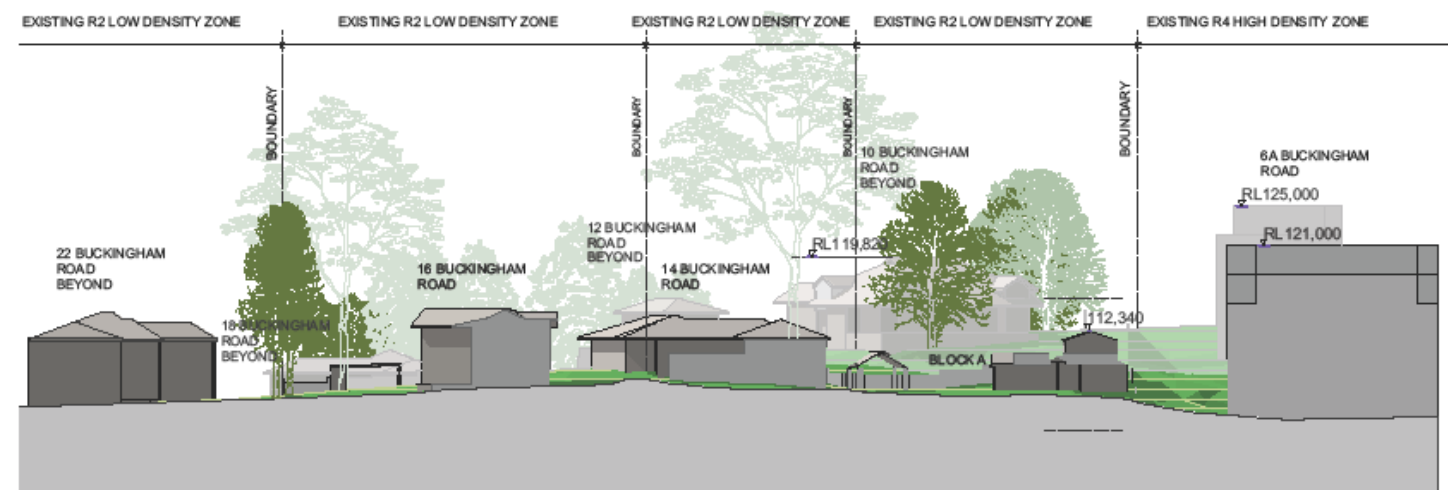 EXISTING R2 LOW DENSITY ZONE
EXISTING R2 LOW DENSITY ZONE
EXISTING R2 LOW DENSITY ZONE
EXISTING R2 LOW DENSITY ZONE
EXISTING R4 HIGH DENSITY ZONE
BOUNDARY
BOUNDARY
BOUNDARY
BOUNDARY
10 BUCKINGHAM
ROAD
BEYOND
6A BUCKINGHAM
ROAD
RL125,000
RL121,000
12 BUCKINGHAM
ROAD
BEYOND
RL119,820
22 BUCKINGHAM
ROAD
BEYOND
16 BUCKINGHAM
ROAD
14 BUCKINGHAM
ROAD
112,340
18 BUCKINGHAM
ROAD
BEYOND
BLOCK A